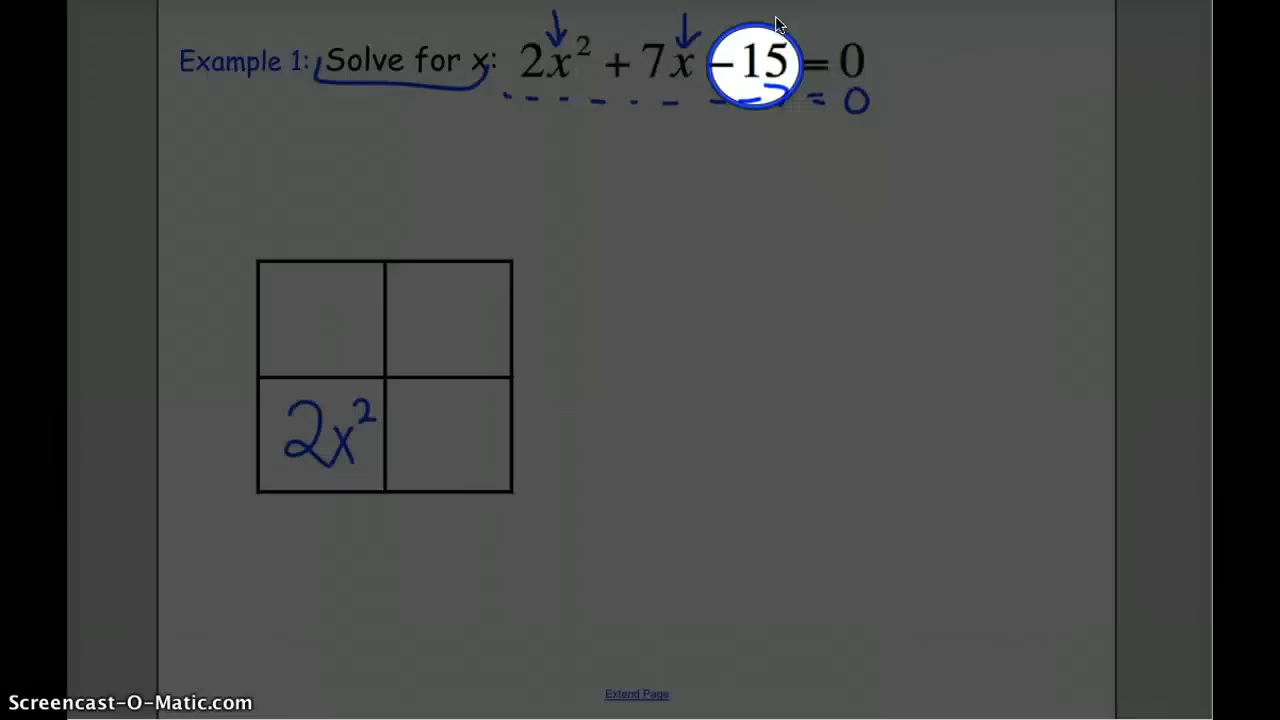 Example 1: Solve for x: 2x² + 7x −15 = 0
= 0
2x²
Extend Page
Screencast-O-Matic.com